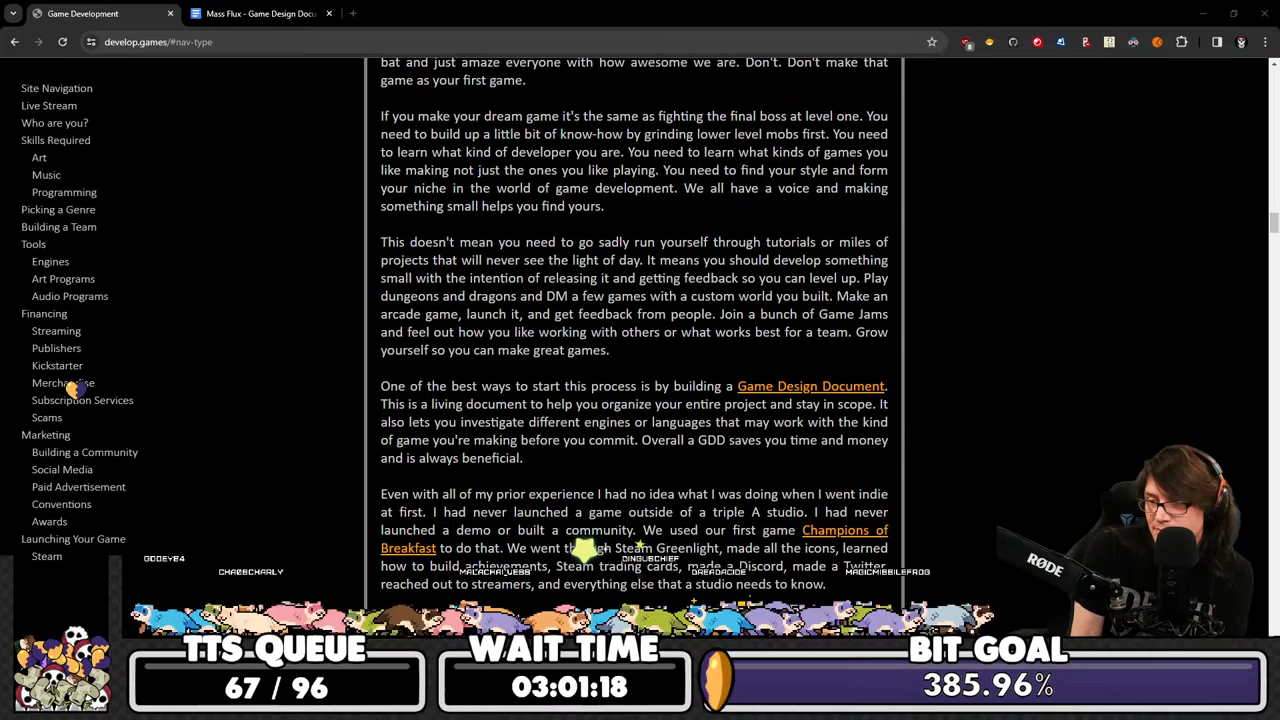 Game Development
Mass Flux - Game Design Docu
develop.games/#nav-type
Site Navigation
Live Stream
Who are you?
Skills Required
Art
Music
Programming
Picking a Genre
Building a Team
Tools
Engines
Art Programs
Audio Programs
Financing
Streaming
Publishers
Kickstarter
Merchandise
Subscription Services
Scams
Marketing
Building a Community
Social Media
Paid Advertisement
Conventions
Awards
Launching Your Game
Steam
bat and just amaze everyone with how awesome we are. Don't. Don't make that
game as your first game.
If you make your dream game it's the same as fighting the final boss at level one. You
need to build up a little bit of know-how by grinding lower level mobs first. You need
to learn what kind of developer you are. You need to learn what kinds of games you
like making not just the ones you like playing. You need to find your style and form
your niche in the world of game development. We all have a voice and making
something small helps you find yours.
This doesn't mean you need to go sadly run yourself through tutorials or miles of
projects that will never see the light of day. It means you should develop something
small with the intention of releasing it and getting feedback so you can level up. Play
dungeons and dragons and DM a few games with a custom world you built. Make an
arcade game, launch it, and get feedback from people. Join a bunch of Game Jams
and feel out how you like working with others or what works best for a team. Grow
yourself so you can make great games.
One of the best ways to start this process is by building a Game Design Document.
This is a living document to help you organize your entire project and stay in scope. It
also lets you investigate different engines or languages that may work with the kind
of game you're making before you commit. Overall a GDD saves you time and money
and is always beneficial.
Even with all of my prior experience I had no idea what I was doing when I went indie
at first. I had never launched a game outside of a triple A studio. I had never
launched a demo or built a community. We used our first game Champions of
Breakfast to do that. We went through Steam Greenlight, made all the icons, learned
how to build achievements, Steam trading cards, made a Discord, made a Twitter,
reached out to streamers, and everything else that a studio needs to know.
CHA0SCHARLY
DREADACIDE
MAGICMISSILEFROG
RØDE
TTS QUEUE
67 / 96
WAIT TIME
03:01:18
BIT GOAL
385.96%